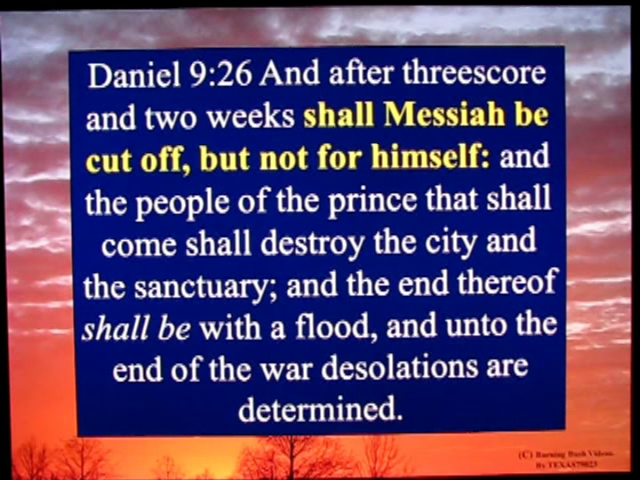 Daniel 9:26 And after threescore
and two weeks shall Messiah be
cut off, but not for himself: and
the people of the prince that shall
come shall destroy the city and
the sanctuary; and the end thereof
shall be with a flood, and unto the
end of the war desolations are
determined.
(C) Burning Bush Videos
By TEXAS79023